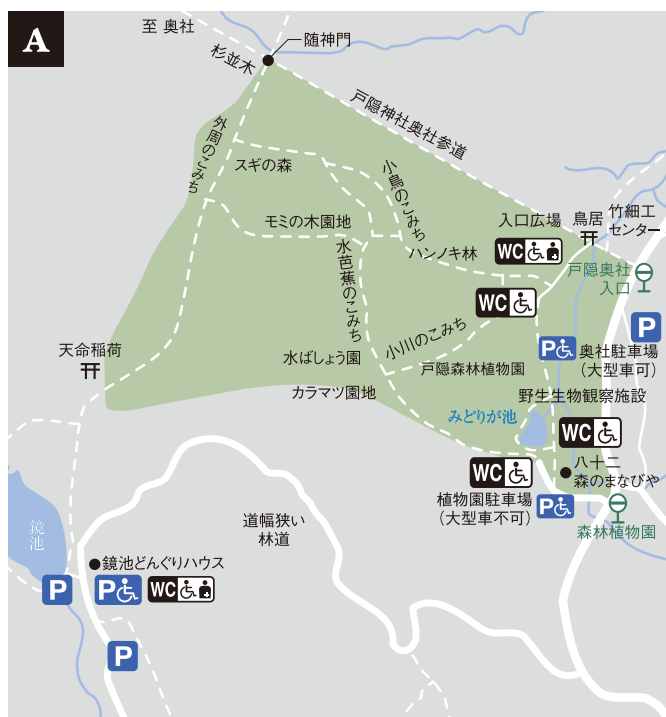 A
至 奥社
随神門
杉並木
戸隠神社奥社参道
外周のこみち
スギの森
小鳥のこみち
入口広場
鳥居
竹細工
センター
モミの木園地
ハンノキ林
WC
戸隠奥社
入口
水芭蕉のこみち
WC
P
小川のこみち
P
奥社駐車場
(大型車可)
天命稲荷
水ばしょう園
戸隠森林植物園
カラマツ園地
野生生物観察施設
みどりが池
WC
WC
八十二
森のまなびや
植物園駐車場
(大型車不可)
P
森林植物園
鏡池
道幅狭い
林道
鏡池どんぐりハウス
P
P
WC
P